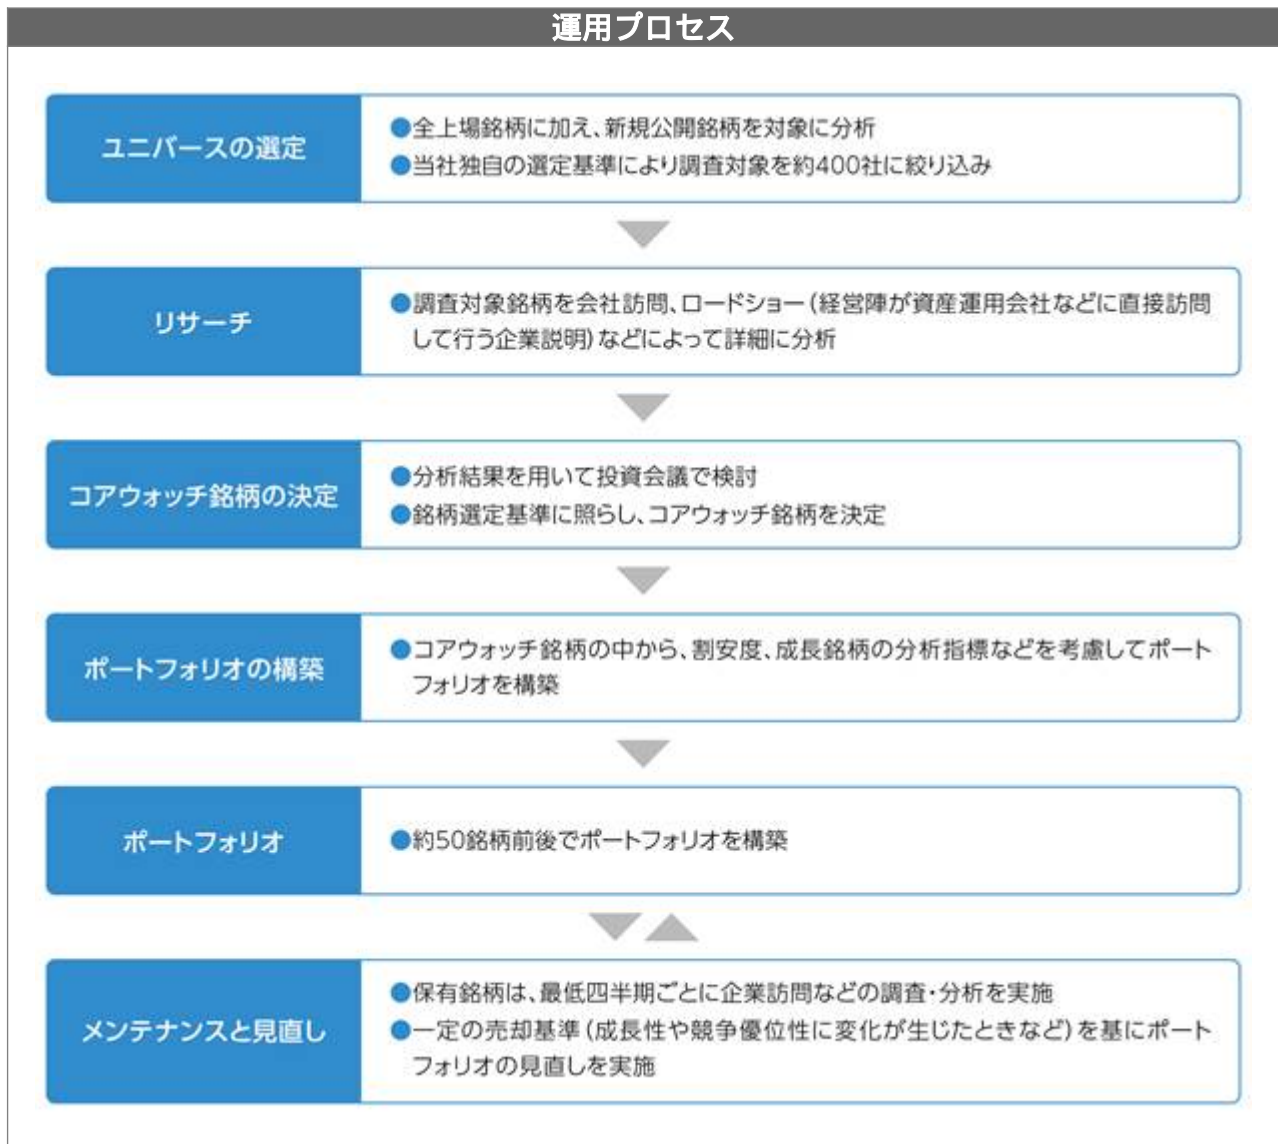 運用プロセス
ユニバースの選定
●全上場銘柄に加え、新規公開銘柄を対象に分析
●当社独自の選定基準により調査対象を約400社に絞り込み
リサーチ
●調査対象銘柄を会社訪問、ロードショー（経営陣が資産運用会社などに直接訪問
して行う企業説明）などによって詳細に分析
コアウォッチ銘柄の決定
●分析結果を用いて投資会議で検討
●銘柄選定基準に照らし、コアウォッチ銘柄を決定
ポートフォリオの構築
●コアウォッチ銘柄の中から、割安度、成長銘柄の分析指標などを考慮してポート
フォリオを構築
ポートフォリオ
●約50銘柄前後でポートフォリオを構築
メンテナンスと見直し
●保有銘柄は、最低四半期ごとに企業訪問などの調査・分析を実施
●一定の売却基準（成長性や競争優位性に変化が生じたときなど）を基にポート
フォリオの見直しを実施